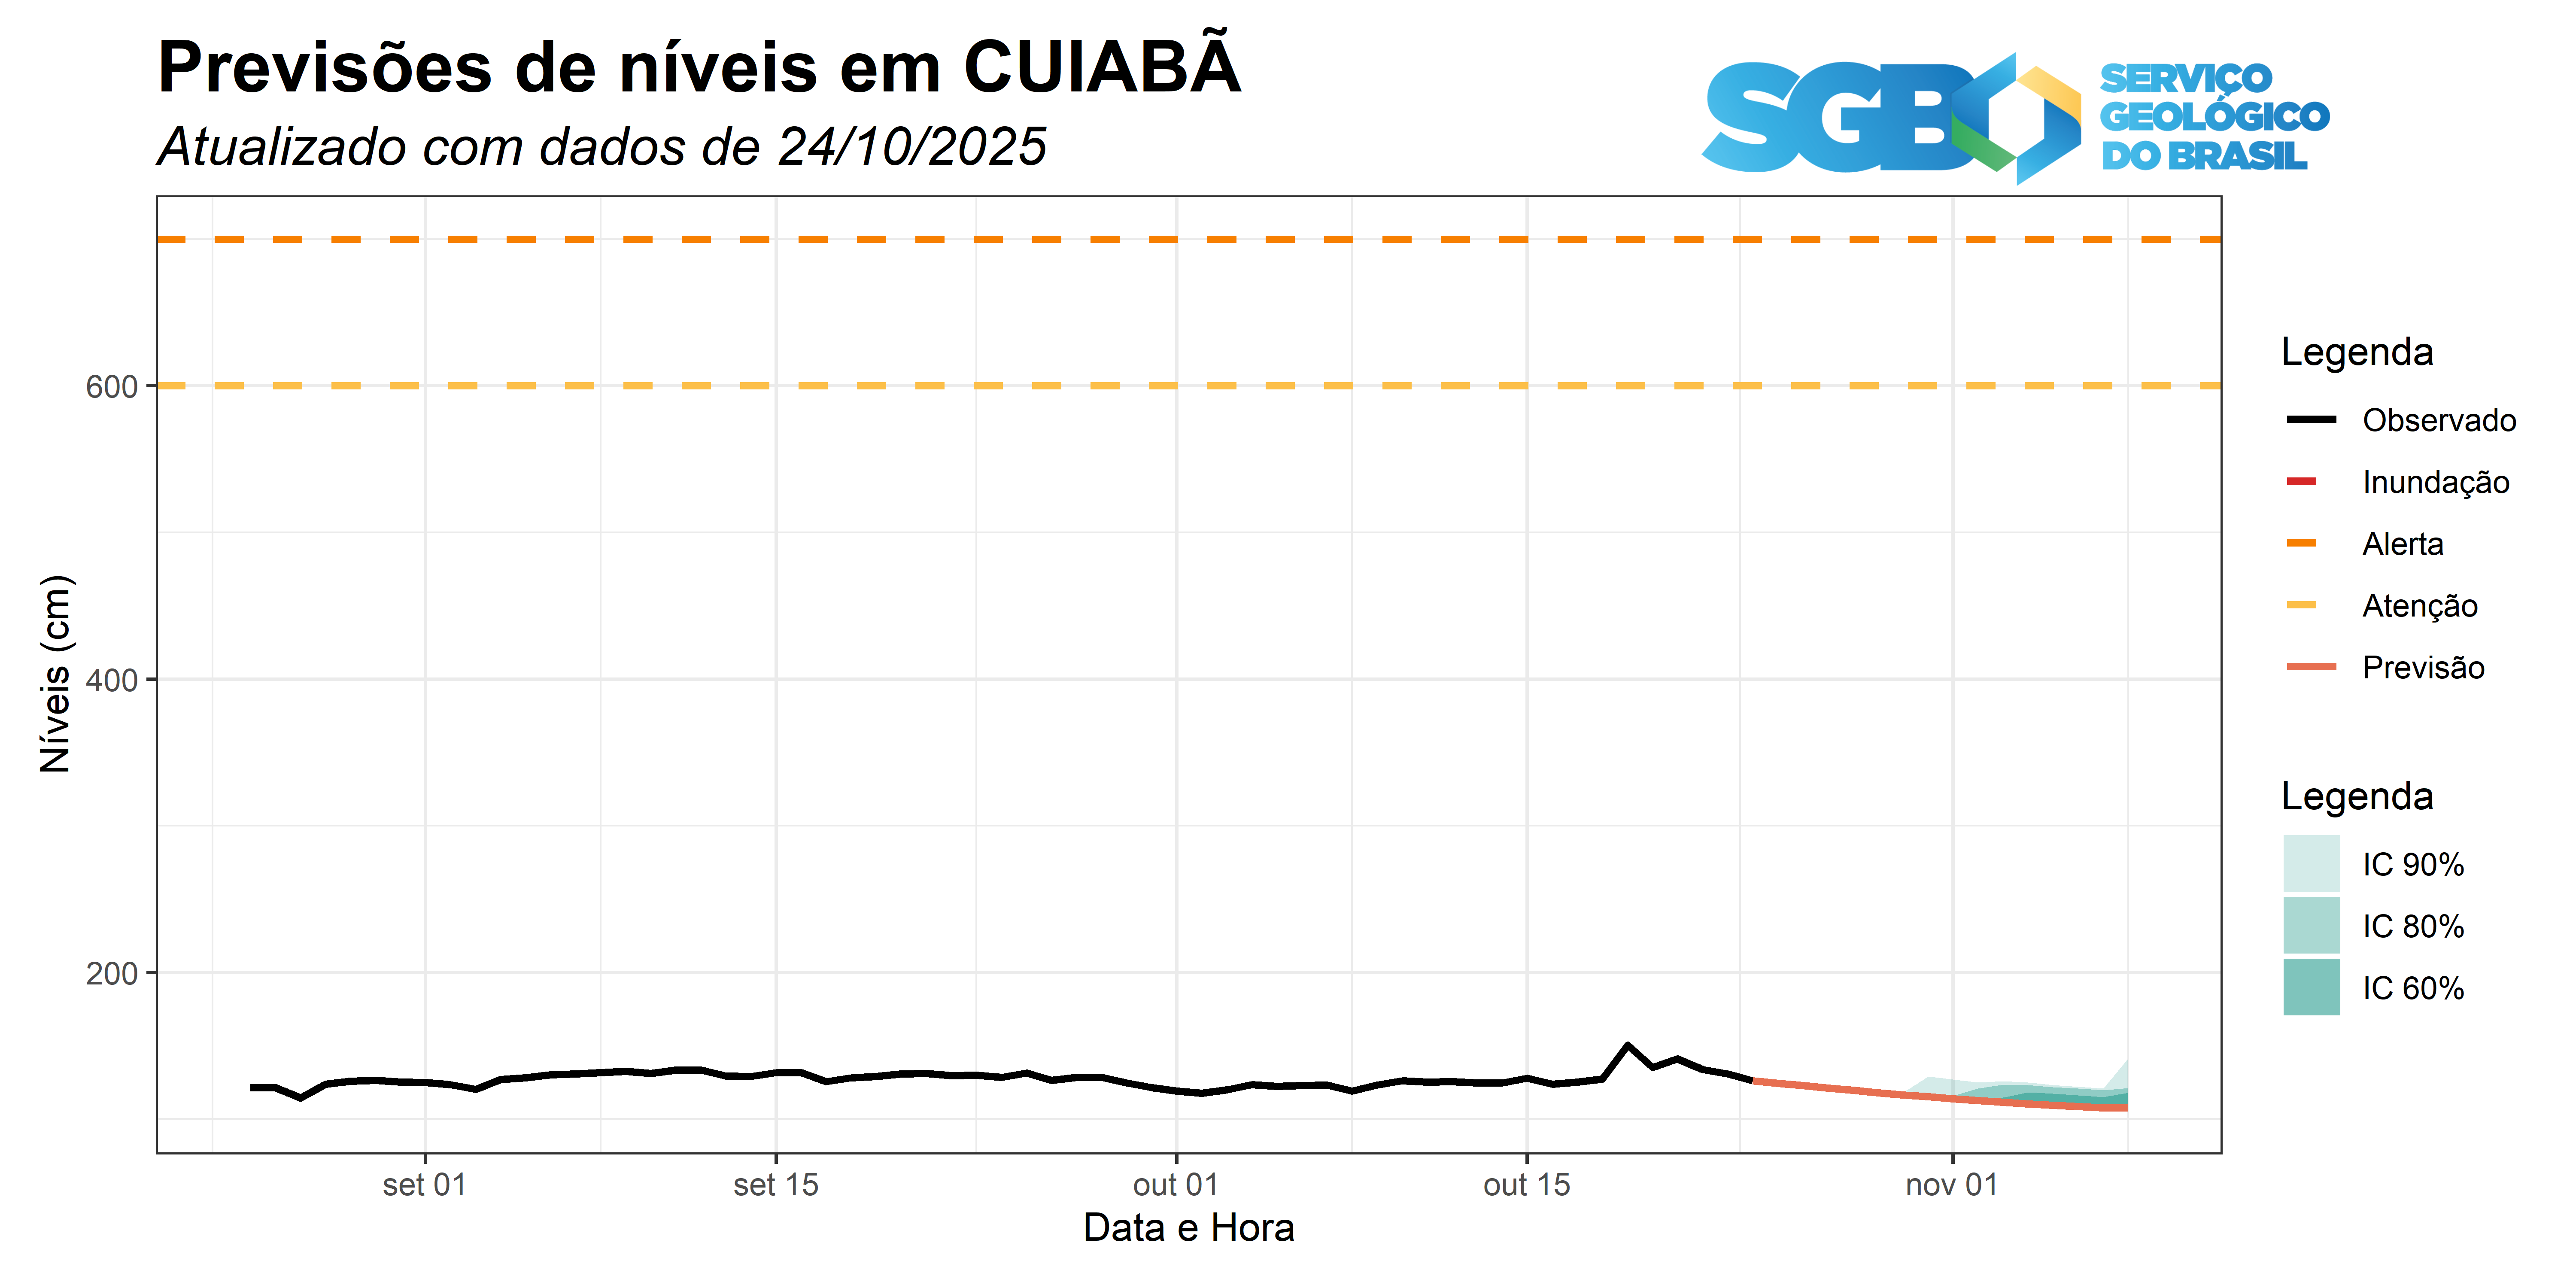 Previsões de níveis em CUIABÃ
Atualizado com dados de 24/10/2025
SGB
SERVIÇO
GEOLÓGICO
DO BRASIL
Níveis (cm)
600
400
200
set 01
set 15
out 01
out 15
nov 01
Data e Hora
Legenda
Observado
Inundação
Alerta
Atenção
Previsão
Legenda
IC 90%
IC 80%
IC 60%